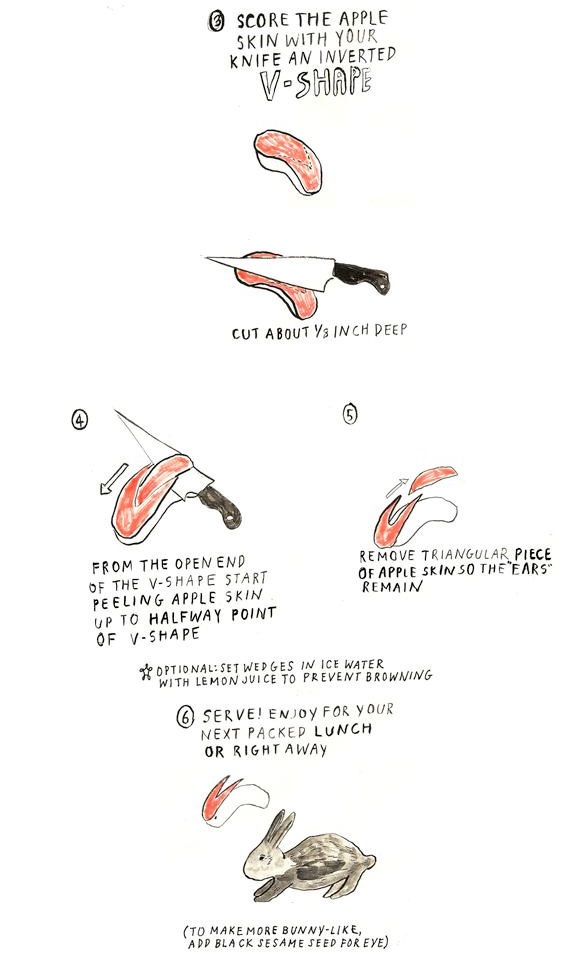 ③ SCORE THE APPLE
SKIN WITH YOUR
KNIFE AN INVERTED
V-SHAPE
CUT ABOUT 1/8 INCH DEEP
④
FROM THE OPEN END
OF THE V-SHAPE START
PEELING APPLE SKIN
UP TO HALFWAY POINT
OF V-SHAPE
⑤
REMOVE TRIANGULAR PIECE
OF APPLE SKIN SO THE "EARS"
REMAIN
☆ OPTIONAL: SET WEDGES IN ICE WATER
WITH LEMON JUICE TO PREVENT BROWNING
⑥ SERVE! ENJOY FOR YOUR
NEXT PACKED LUNCH
OR RIGHT AWAY
(TO MAKE MORE BUNNY-LIKE,
ADD BLACK SESAME SEED FOR EYE)